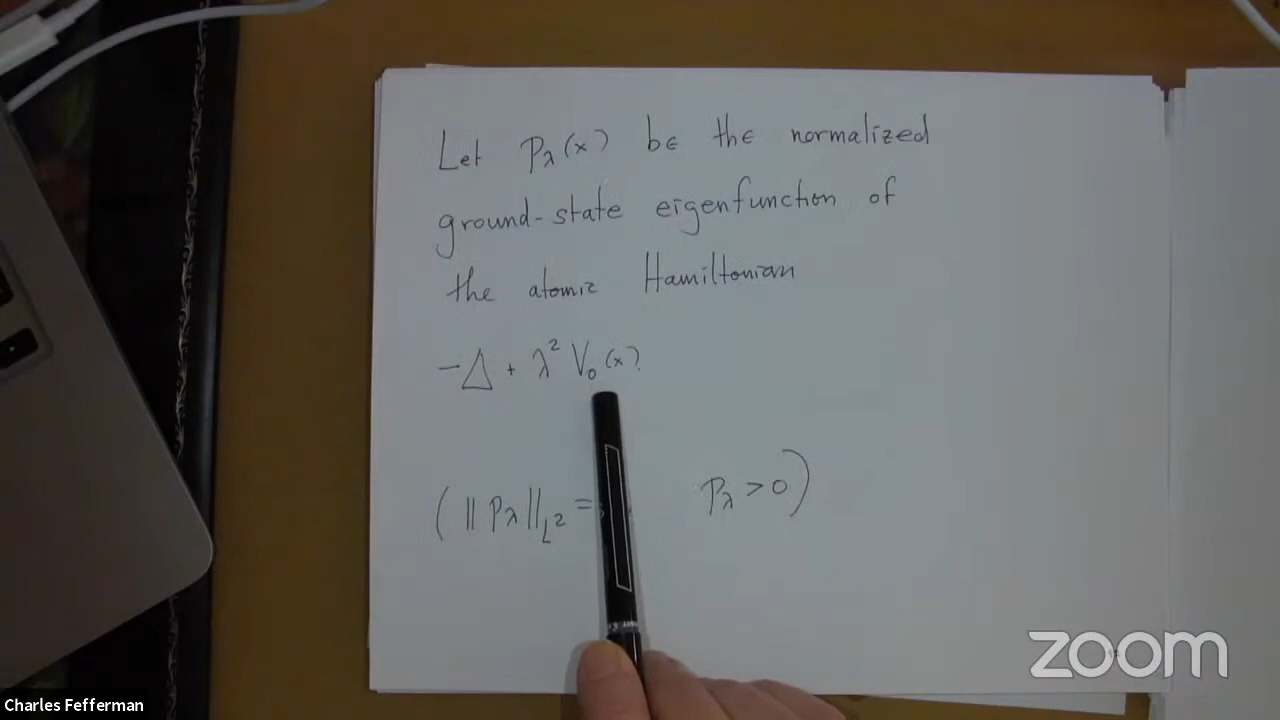 Let pλ(x) be the normalized
ground-state eigenfunction of
the atomic Hamiltonian
-Δ + λ² V₀(x).
(‖pλ‖_L² = pλ > 0)
zoom
Charles Fefferman